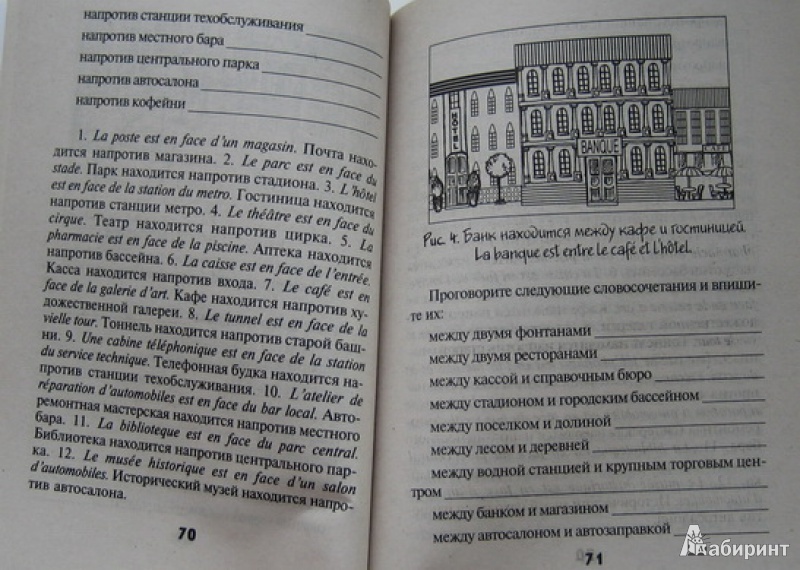 напротив станции техобслуживания
напротив местного бара
напротив центрального парка
напротив автосалона
напротив кофейни
1. La poste est en face d'un magasin. Почта нахо-
дится напротив магазина. 2. Le parc est en face du
stade. Парк находится напротив стадиона. 3. L'hôtel
est en face de la station du metro. Гостиница находится
напротив станции метро. 4. Le théâtre est en face du
cirque. Театр находится напротив цирка. 5. La
pharmacie est en face de la piscine. Аптека находится
напротив бассейна. 6. La caisse est en face de l'entrée.
Касса находится напротив входа. 7. Le café est en
face de la galerie d'art. Кафе находится напротив ху-
дожественной галереи. 8. Le tunnel est en face de la
vielle tour. Тоннель находится напротив старой баш-
ни. 9. Une cabine téléphonique est en face de la station
du service technique. Телефонная будка находится на-
против станции техобслуживания. 10. L'atelier de
réparation d'automobiles est en face du bar local. Авто-
ремонтная мастерская находится напротив местного
бара. 11. La biblioteque est en face du parc central.
Библиотека находится напротив центрального пар-
ка. 12. Le musée historique est en face d'un salon
d'automobiles. Исторический музей находится напро-
тив автосалона.
70
HÔTEL
BANQUE
Рис. 4. Банк находится между кафе и гостиницей.
La banque est entre le café et l'hôtel.
Проговорите следующие словосочетания и впиши-
те их:
между двумя фонтанами
между двумя ресторанами
между кассой и справочным бюро
между стадионом и городским бассейном
между поселком и долиной
между лесом и деревней
между водной станцией и крупным торговым цен-
тром
между банком и магазином
между автосалоном и автозаправкой
71
Лабиринт